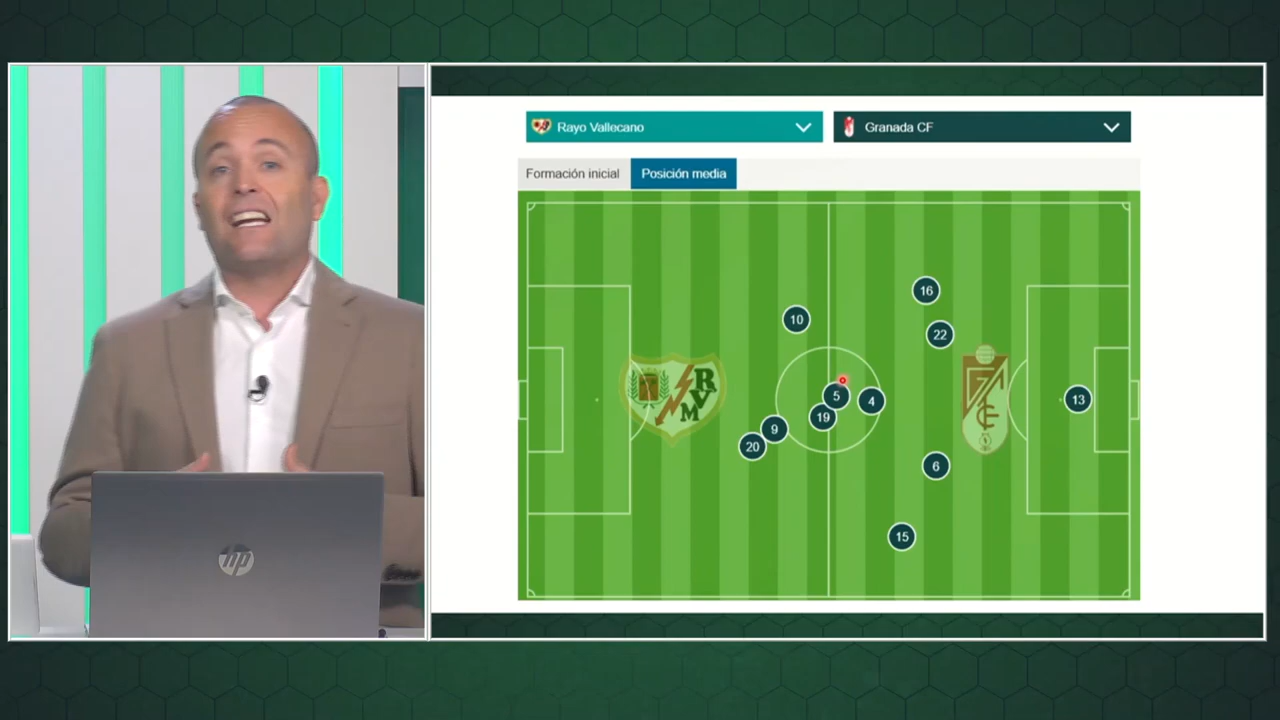 Rayo Vallecano
Granada CF
Formación inicial
Posición media
16
10
22
RVM
5
4
13
19
9
20
6
15
hp